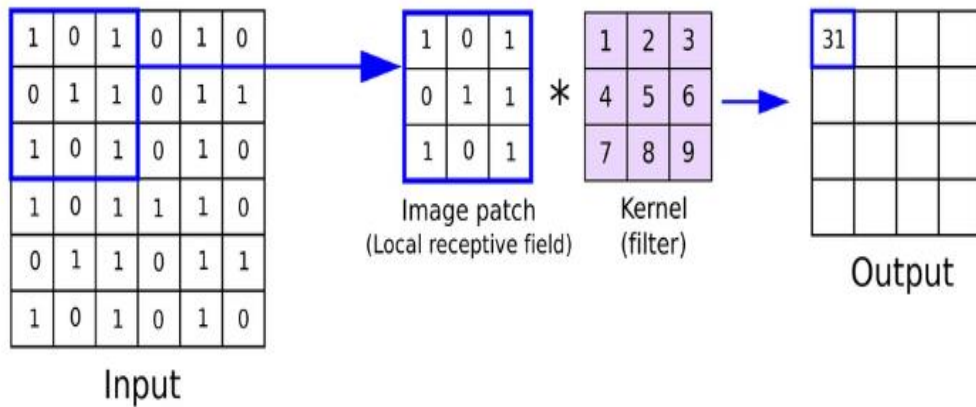 1 0 1 0 1 0
0 1 1 0 1 1
1 0 1 0 1 0
1 0 1 1 1 0
0 1 1 0 1 1
1 0 1 0 1 0
Input
1 0 1
0 1 1
1 0 1
Image patch
(Local receptive field)
*
1 2 3
4 5 6
7 8 9
Kernel
(filter)
31
Output